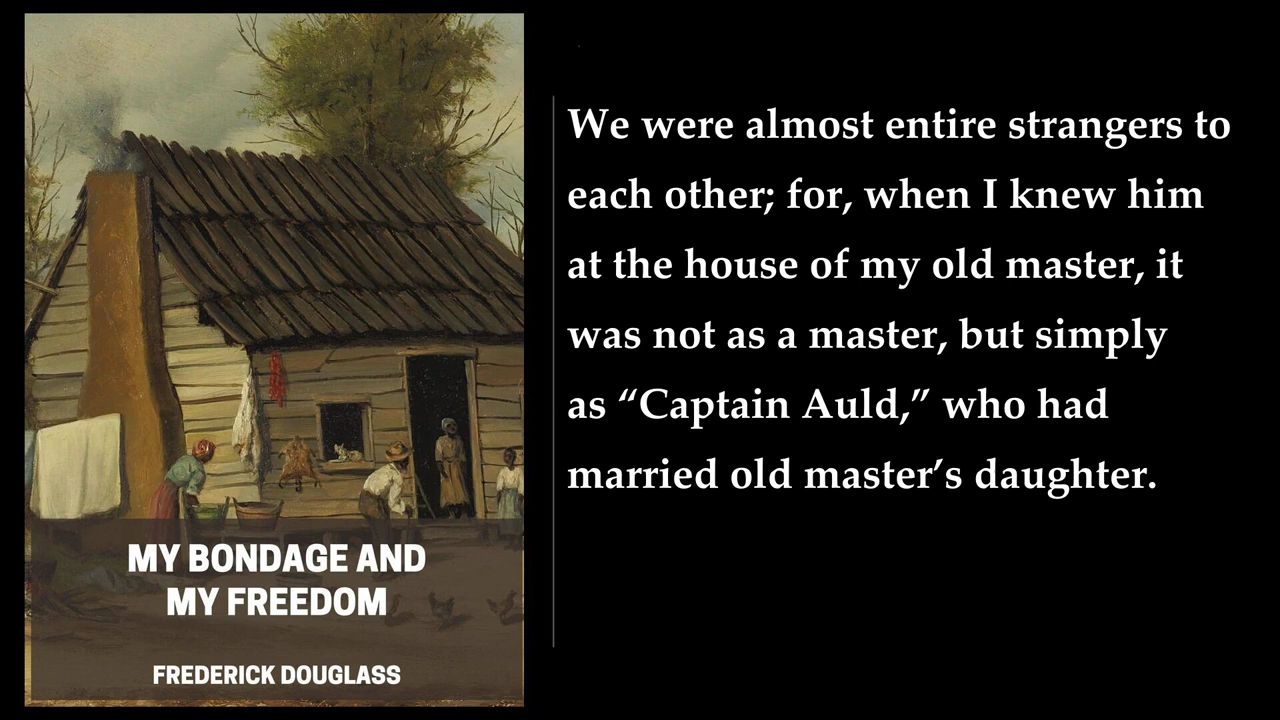 MY BONDAGE AND
MY FREEDOM
FREDERICK DOUGLASS
We were almost entire strangers to
each other; for, when I knew him
at the house of my old master, it
was not as a master, but simply
as “Captain Auld,” who had
married old master’s daughter.